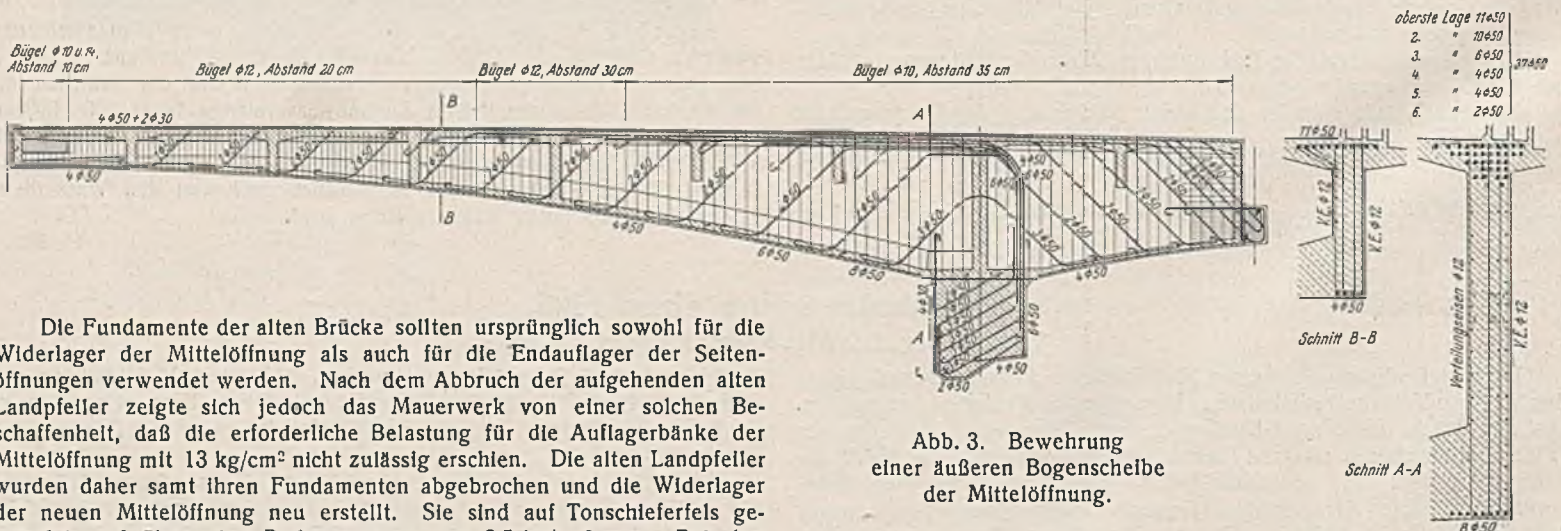 oberste Lage 11ϕ50
2. " 10ϕ50
3. " 6ϕ50
4. " 4ϕ50
5. " 4ϕ50
6. " 2ϕ50
37ϕ50
Bügel ϕ10 u. 14,
Abstand 10cm
Bügel ϕ12, Abstand 20 cm
Bügel ϕ12, Abstand 30cm
Bügel ϕ10, Abstand 35 cm
B
A
4ϕ50+2ϕ30
4ϕ50
B
4ϕ50
6ϕ50
8ϕ50
4ϕ50
4ϕ30
6ϕ50
A
2ϕ50
4ϕ50
11ϕ50
V.E. ϕ12
V.E. ϕ12
4ϕ50
Schnitt B-B
Verteilungseisen ϕ12
V.E. ϕ12
Schnitt A-A
8ϕ50
Die Fundamente der alten Brücke sollten ursprünglich sowohl für die
Widerlager der Mittelöffnung als auch für die Endauflager der Seiten-
öffnungen verwendet werden. Nach dem Abbruch der aufgehenden alten
Landpfeiler zeigte sich jedoch das Mauerwerk von einer solchen Be-
schaffenheit, daß die erforderliche Belastung für die Auflagerbänke der
Mittelöffnung mit 13 kg/cm² nicht zulässig erschien. Die alten Landpfeiler
wurden daher samt ihren Fundamenten abgebrochen und die Widerlager
der neuen Mittelöffnung neu erstellt. Sie sind auf Tonschieferfels ge-
Abb. 3. Bewehrung
einer äußeren Bogenscheibe
der Mittelöffnung.